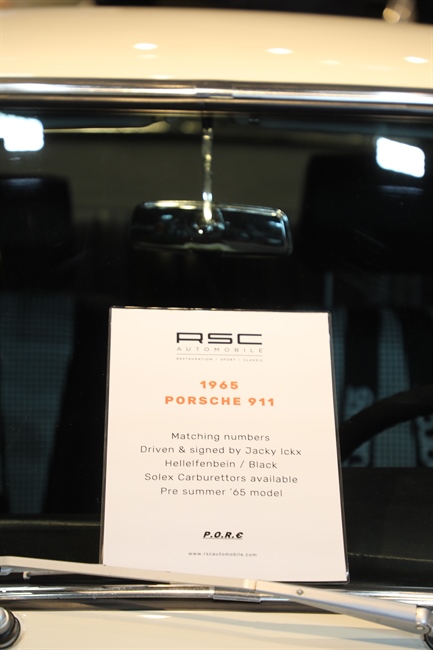 RSC
AUTOMOBILE
RESTAURATION / SPORT / CLASSIC
1965
PORSCHE 911
Matching numbers
Driven & signed by Jacky Ickx
Hellelfenbein / Black
Solex Carburettors available
Pre summer '65 model
P.O.R.€
www.rscautomobile.com